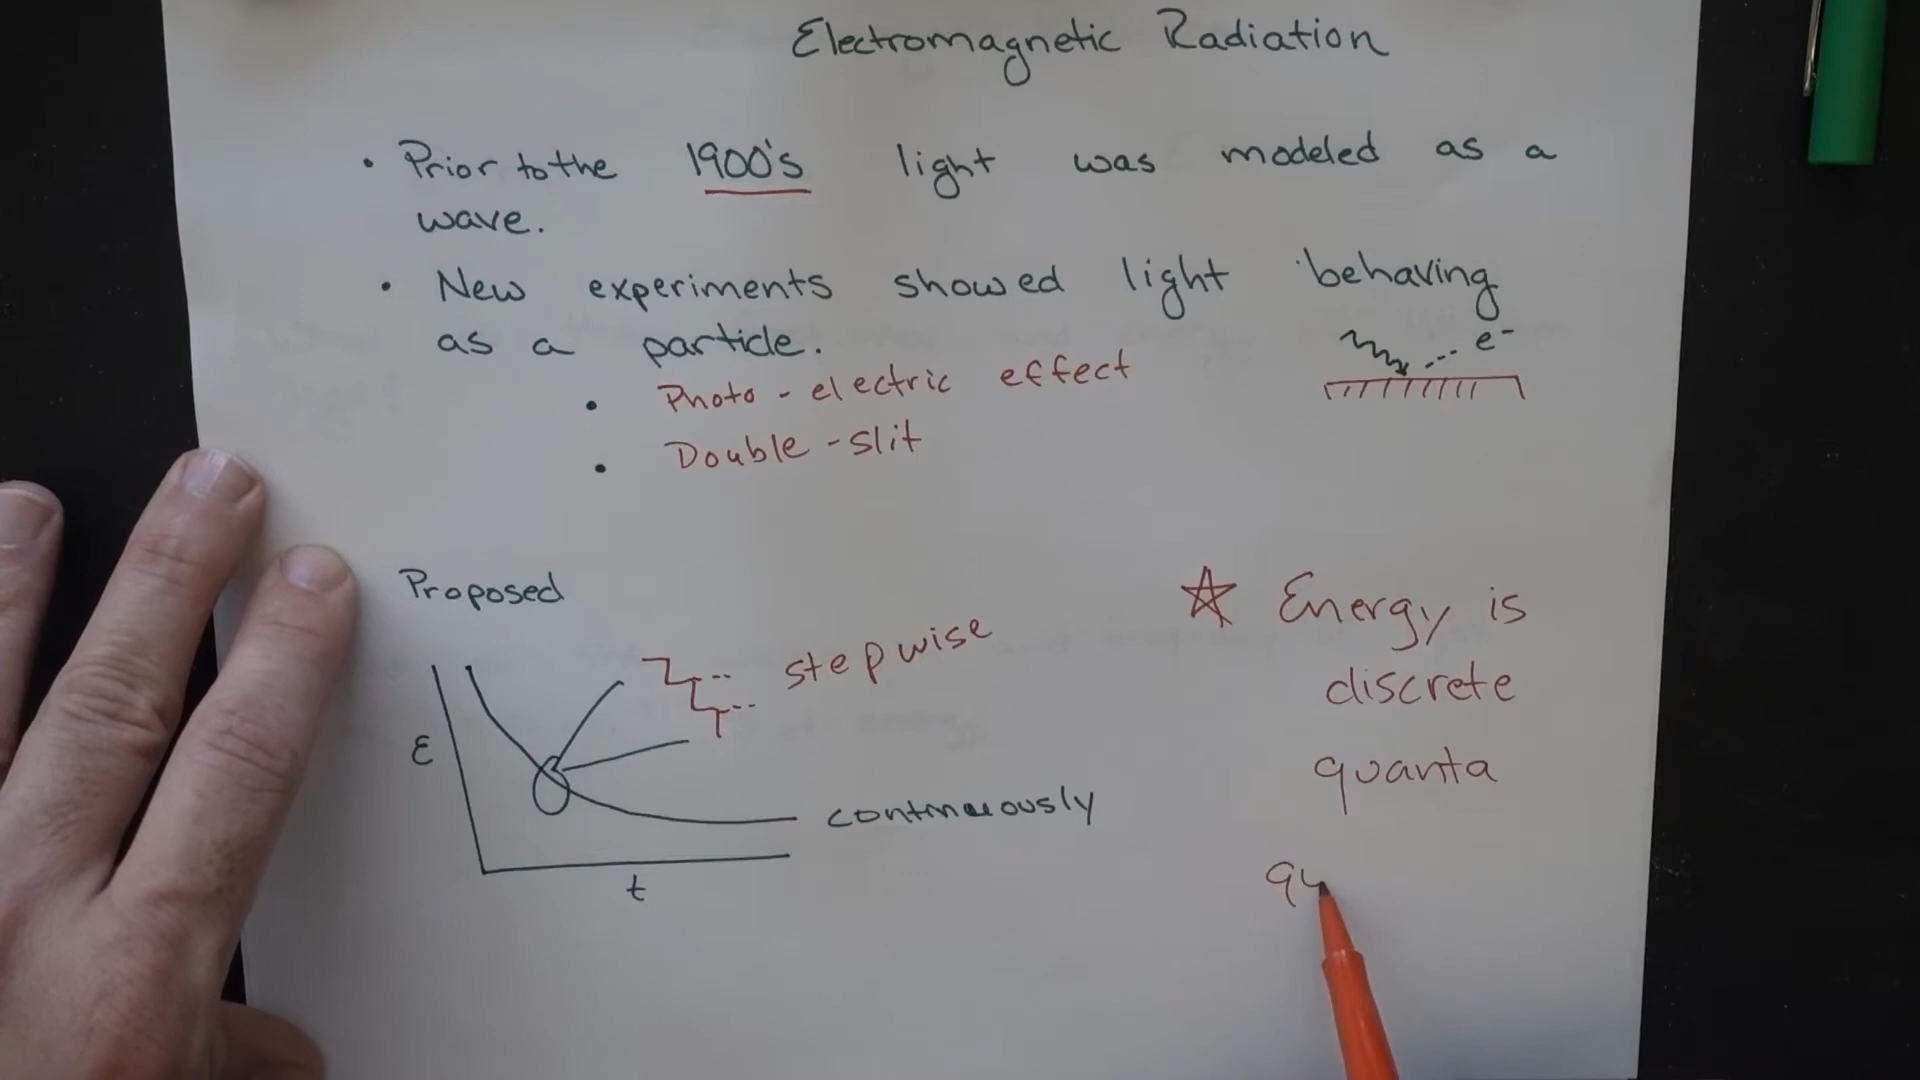 Electromagnetic Radiation
• Prior to the 1900's light was modeled as a
wave.
• New experiments showed light behaving
as a particle.
e-
• Photo-electric effect
• Double-slit
Proposed
☆ Energy is
discrete
quanta
stepwise
E
continuously
t
qu